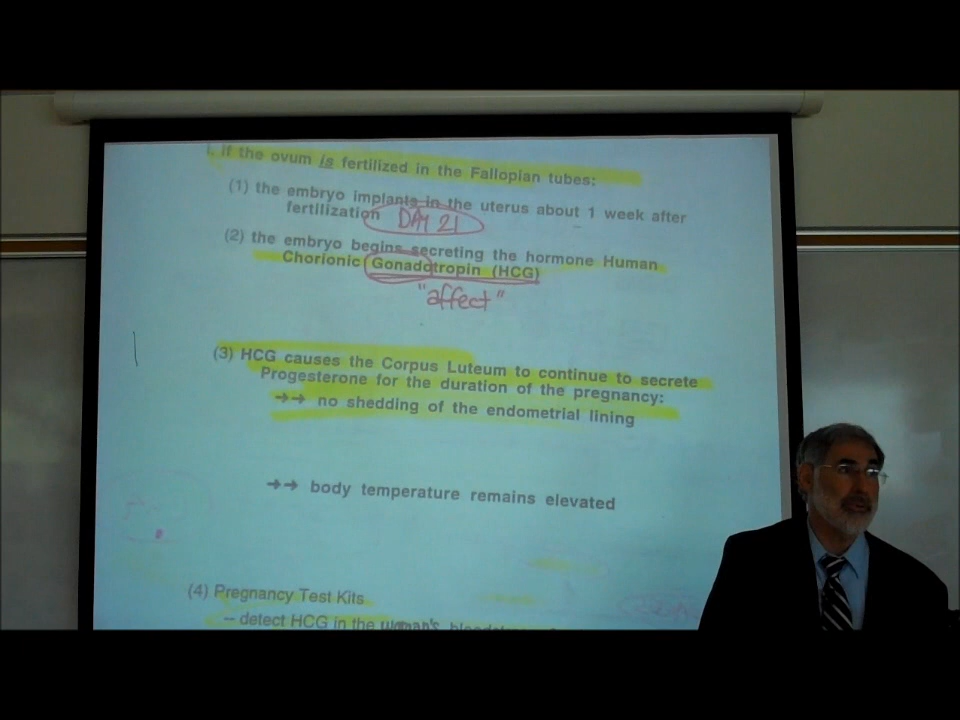 if the ovum is fertilized in the Fallopian tubes:
(1) the embryo implants in the uterus about 1 week after
fertilization DAY 21
(2) the embryo begins secreting the hormone Human
Chorionic Gonadotropin (HCG)
"affect"
(3) HCG causes the Corpus Luteum to continue to secrete
Progesterone for the duration of the pregnancy:
→→ no shedding of the endometrial lining
→→ body temperature remains elevated
(4) Pregnancy Test Kits
– detect HCG in the woman's